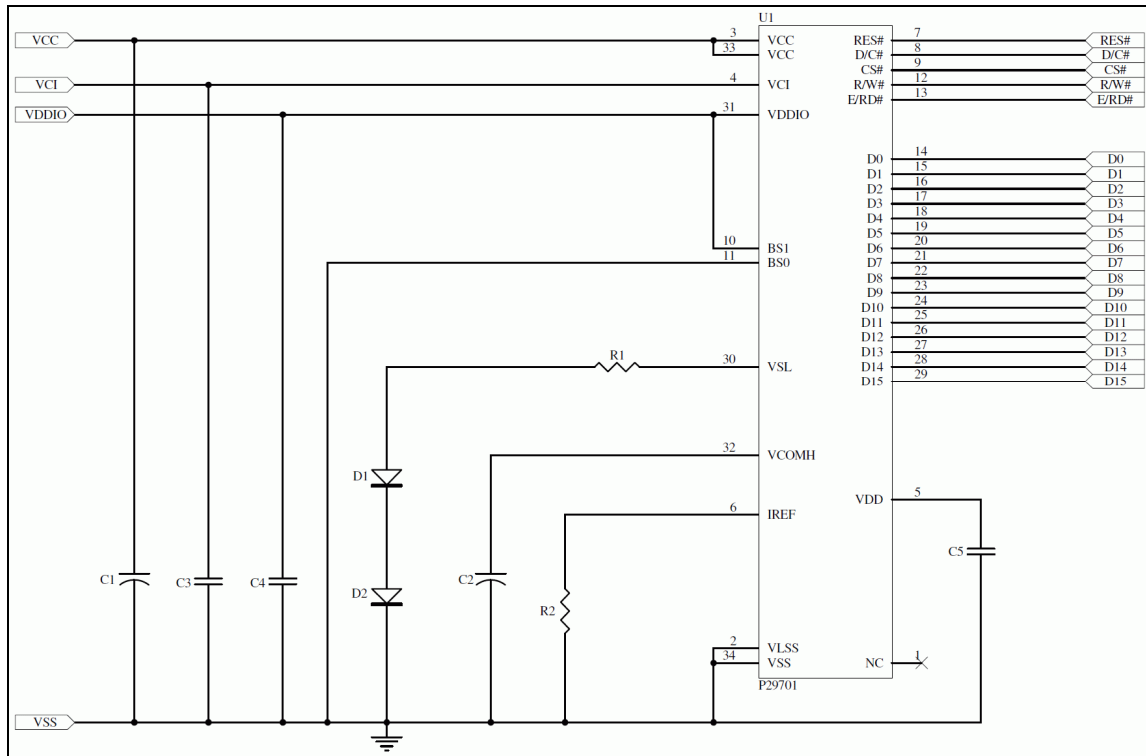 U1
VCC
3
VCC
RES#
7
RES#
33
VCC
D/C#
8
D/C#
CS#
9
CS#
VCI
4
VCI
R/W#
12
R/W#
E/RD#
13
E/RD#
VDDIO
31
VDDIO
D0
14
D0
D1
15
D1
D2
16
D2
D3
17
D3
D4
18
D4
D5
19
D5
10
BS1
D6
20
D6
11
BS0
D7
21
D7
D8
22
D8
D9
23
D9
D10
24
D10
D11
25
D11
D12
26
D12
D13
27
D13
R1
30
VSL
D14
28
D14
D15
29
D15
32
VCOMH
D1
VDD
5
6
IREF
C5
C1
C3
C4
D2
C2
R2
2
VLSS
34
VSS
NC
1
P29701
VSS